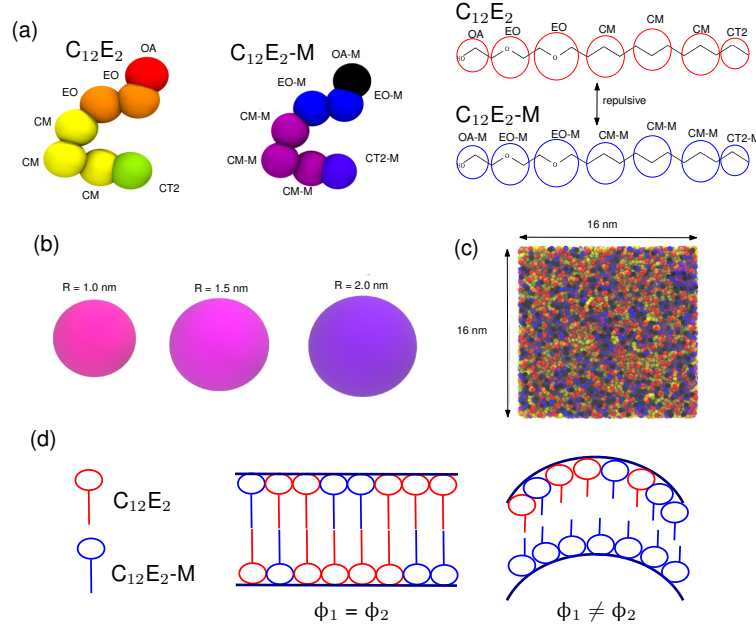 (a)
C₁₂E₂
OA
EO
EO
CM
CM
CM
CT2
C₁₂E₂-M
OA-M
EO-M
EO-M
CM-M
CM-M
CM-M
CT2-M
C₁₂E₂
OA EO EO CM CM CM CT2
HO O O
repulsive
C₁₂E₂-M
OA-M EO-M EO-M CM-M CM-M CM-M CT2-M
HO O O
(b)
R = 1.0 nm
R = 1.5 nm
R = 2.0 nm
(c)
16 nm
16 nm
(d)
C₁₂E₂
C₁₂E₂-M
ϕ₁ = ϕ₂
ϕ₁ ≠ ϕ₂